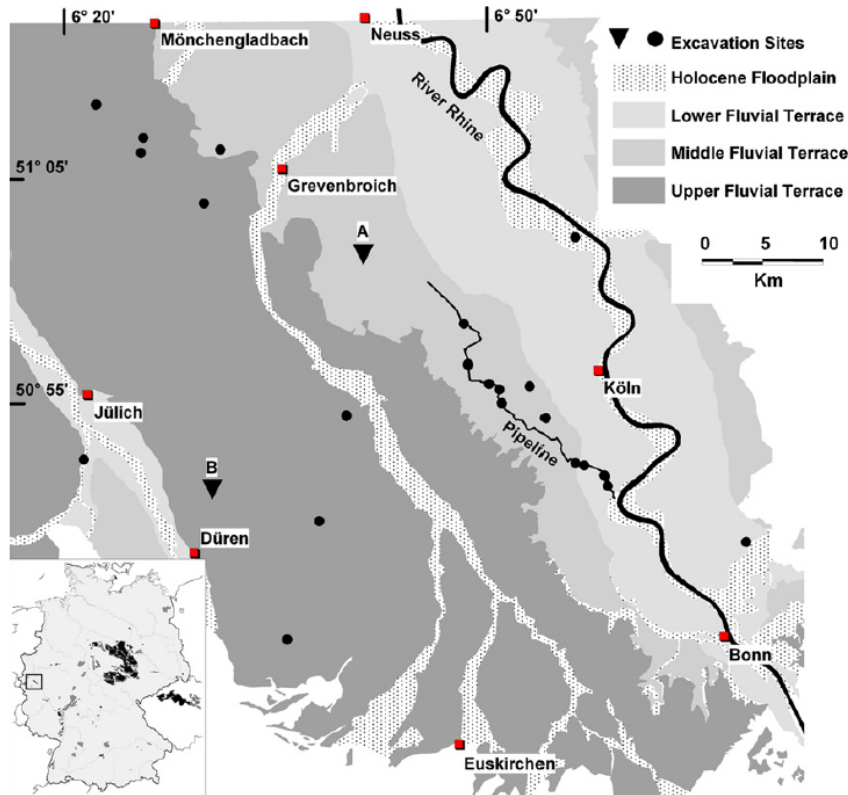 6° 20'
6° 50'
Mönchengladbach
Neuss
River Rhine
Excavation Sites
Holocene Floodplain
Lower Fluvial Terrace
Middle Fluvial Terrace
Upper Fluvial Terrace
0 5 10
Km
51° 05'
Grevenbroich
A
50° 55'
Jülich
Köln
Pipeline
B
Düren
Bonn
Euskirchen